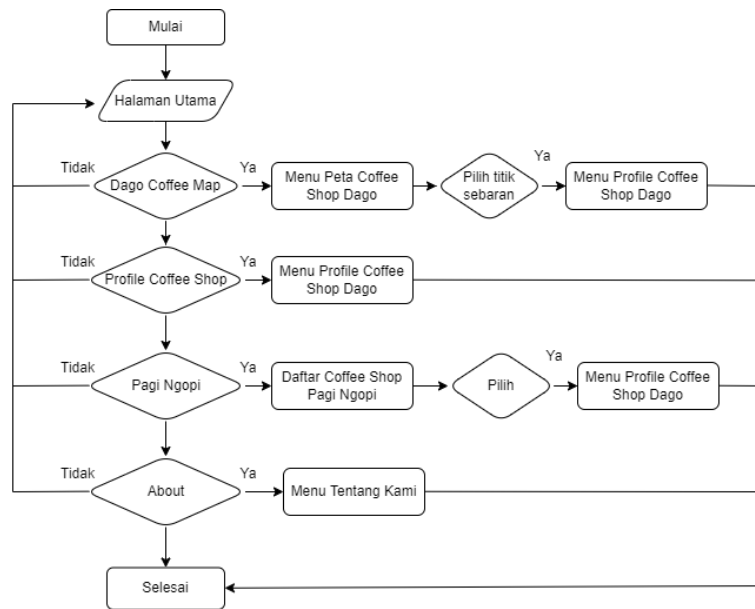 Mulai
Halaman Utama
Tidak
Ya
Dago Coffee Map
Menu Peta Coffee
Shop Dago
Pilih titik
sebaran
Ya
Menu Profile Coffee
Shop Dago
Tidak
Ya
Profile Coffee Shop
Menu Profile Coffee
Shop Dago
Tidak
Ya
Pagi Ngopi
Daftar Coffee Shop
Pagi Ngopi
Pilih
Ya
Menu Profile Coffee
Shop Dago
Tidak
Ya
About
Menu Tentang Kami
Selesai